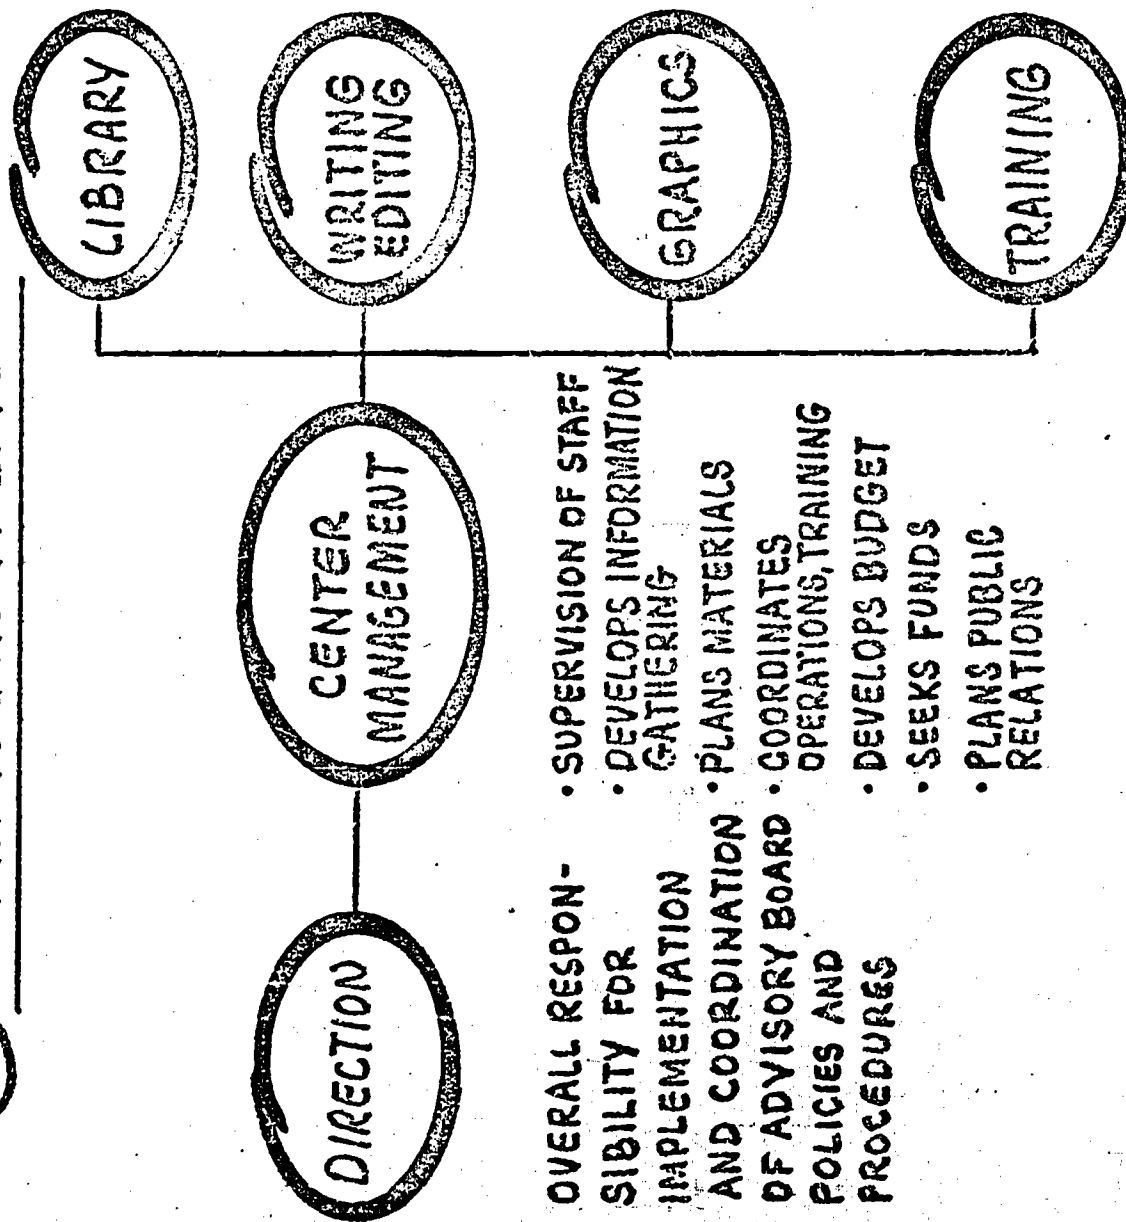 DIRECTION
OVERALL RESPON-
SIBILITY FOR
IMPLEMENTATION
AND COORDINATION
OF ADVISORY BOARD
POLICIES AND
PROCEDURES
CENTER
MANAGEMENT
• SUPERVISION OF STAFF
• DEVELOPS INFORMATION
GATHERING
• PLANS MATERIALS
• COORDINATES
OPERATIONS, TRAINING
• DEVELOPS BUDGET
• SEEKS FUNDS
• PLANS PUBLIC
RELATIONS
LIBRARY
WRITING
EDITING
GRAPHICS
TRAINING